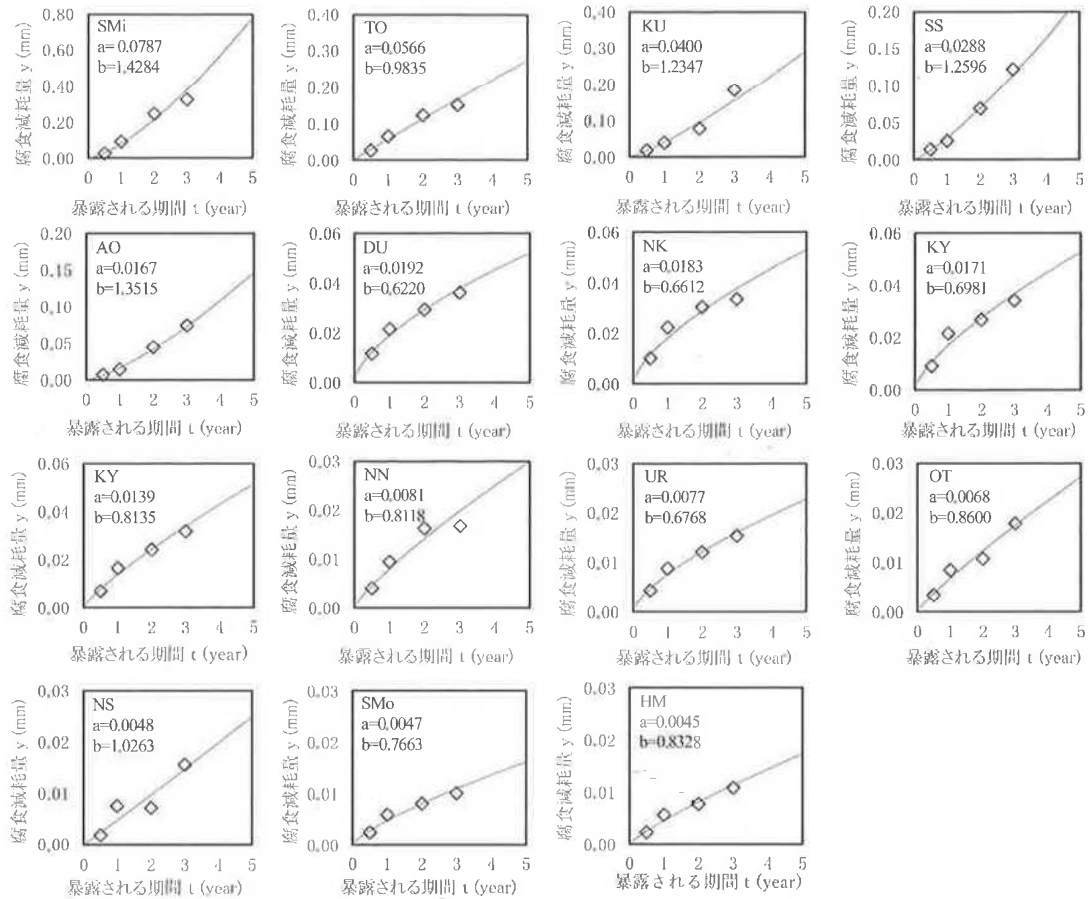 腐食減耗量 y (mm)
0.80
0.60
0.40
0.20
0.00
SMi
a=0.0787
b=1.4284
0 1 2 3 4 5
暴露される期間 t (year)
腐食減耗量 y (mm)
0.40
0.30
0.20
0.10
0.00
TO
a=0.0566
b=0.9835
0 1 2 3 4 5
暴露される期間 t (year)
腐食減耗量 y (mm)
0.40
0.30
0.20
0.10
0.00
KU
a=0.0400
b=1.2347
0 1 2 3 4 5
暴露される期間 t (year)
腐食減耗量 y (mm)
0.20
0.15
0.10
0.05
0.00
SS
a=0.0288
b=1.2596
0 1 2 3 4 5
暴露される期間 t (year)
腐食減耗量 y (mm)
0.20
0.15
0.10
0.05
0.00
AO
a=0.0167
b=1.3515
0 1 2 3 4 5
暴露される期間 t (year)
腐食減耗量 y (mm)
0.06
0.04
0.02
0.00
DU
a=0.0192
b=0.6220
0 1 2 3 4 5
暴露される期間 t (year)
腐食減耗量 y (mm)
0.06
0.04
0.02
0.00
NK
a=0.0183
b=0.6612
0 1 2 3 4 5
暴露される期間 t (year)
腐食減耗量 y (mm)
0.06
0.04
0.02
0.00
KY
a=0.0171
b=0.6981
0 1 2 3 4 5
暴露される期間 t (year)
腐食減耗量 y (mm)
0.06
0.04
0.02
0.00
KY
a=0.0139
b=0.8135
0 1 2 3 4 5
暴露される期間 t (year)
腐食減耗量 y (mm)
0.03
0.02
0.01
0.00
NN
a=0.0081
b=0.8118
0 1 2 3 4 5
暴露される期間 t (year)
腐食減耗量 y (mm)
0.03
0.02
0.01
0.00
UR
a=0.0077
b=0.6768
0 1 2 3 4 5
暴露される期間 t (year)
腐食減耗量 y (mm)
0.03
0.02
0.01
0.00
OT
a=0.0068
b=0.8600
0 1 2 3 4 5
暴露される期間 t (year)
腐食減耗量 y (mm)
0.03
0.02
0.01
0.00
NS
a=0.0048
b=1.0263
0 1 2 3 4 5
暴露される期間 t (year)
腐食減耗量 y (mm)
0.03
0.02
0.01
0.00
SMo
a=0.0047
b=0.7663
0 1 2 3 4 5
暴露される期間 t (year)
腐食減耗量 y (mm)
0.03
0.02
0.01
0.00
HM
a=0.0045
b=0.8328
0 1 2 3 4 5
暴露される期間 t (year)